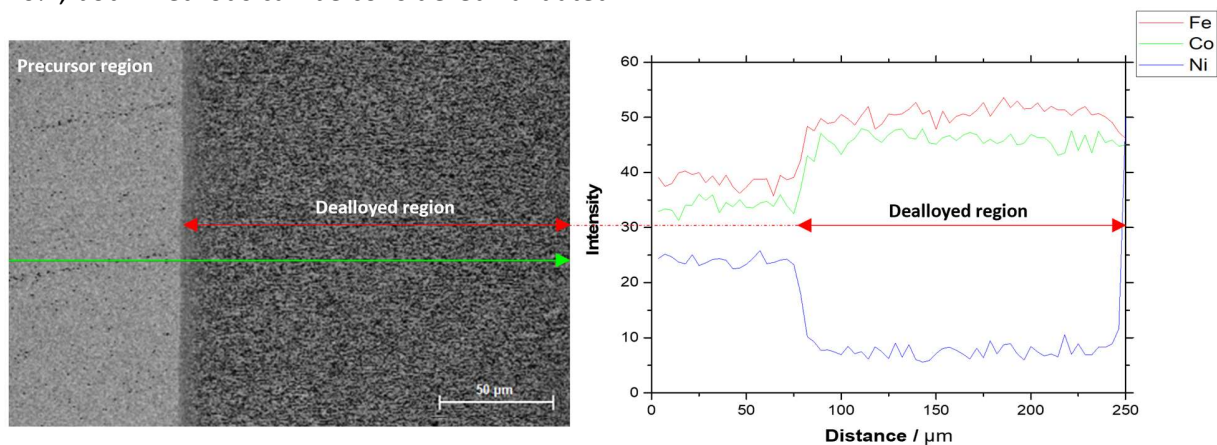 Precursor region
Dealloyed region
50 µm
Fe
Co
Ni
60
50
40
30
20
10
0
Intensity
Dealloyed region
0
50
100
150
200
250
Distance / µm